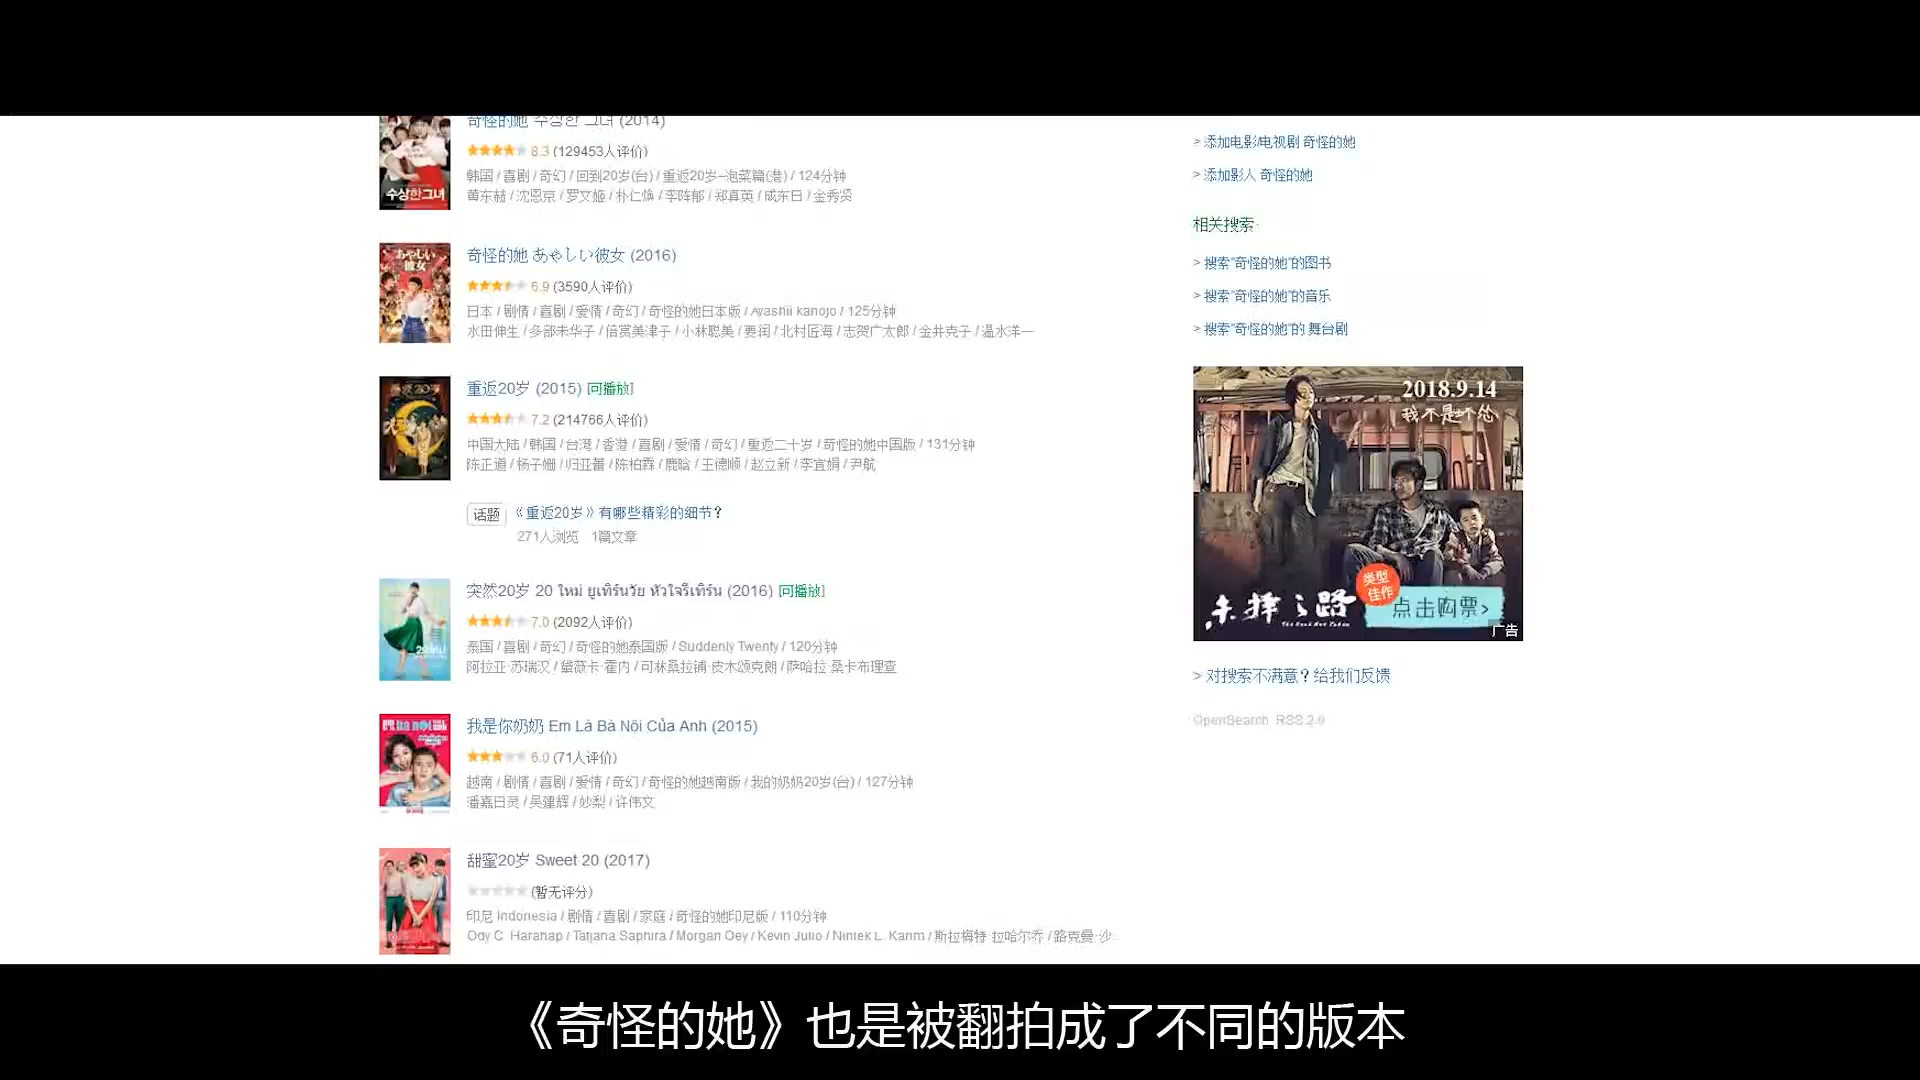 奇怪的她 수상한 그녀 (2014)
8.3 (129453人评价)
韩国 / 喜剧 / 奇幻 / 回到20岁(台) / 重返20岁–泡菜篇(港) / 124分钟
黄东赫 / 沈恩京 / 罗文姬 / 朴仁焕 / 李阵郁 / 郑真英 / 成东日 / 金秀贤
수상한그녀
奇怪的她 あやしい彼女 (2016)
6.9 (3590人评价)
日本 / 剧情 / 喜剧 / 爱情 / 奇幻 / 奇怪的她日本版 / Ayashii kanojo / 125分钟
水田伸生 / 多部未华子 / 倍赏美津子 / 小林聪美 / 要润 / 北村匠海 / 志贺广太郎 / 金井克子 / 温水洋一
あやしい
彼女
重返20岁 (2015) [可播放]
7.2 (214766人评价)
中国大陆 / 韩国 / 台湾 / 香港 / 喜剧 / 爱情 / 奇幻 / 重返二十岁 / 奇怪的她中国版 / 131分钟
陈正道 / 杨子姗 / 归亚蕾 / 陈柏霖 / 鹿晗 / 王德顺 / 赵立新 / 李宜娟 / 尹航
话题 《重返20岁》有哪些精彩的细节？
271人浏览 1篇文章
突然20岁 20 ใหม่ ยูเทิร์นวัย หัวใจรีเทิร์น (2016) [可播放]
7.0 (2092人评价)
泰国 / 喜剧 / 奇幻 / 奇怪的她泰国版 / Suddenly Twenty / 120分钟
阿拉亚·苏瑞汉 / 黛薇卡·霍内 / 可林桑拉铺·皮木颂克朗 / 萨哈拉·桑卡布理查
我是你奶奶 Em Là Bà Nội Của Anh (2015)
6.0 (71人评价)
越南 / 剧情 / 喜剧 / 爱情 / 奇幻 / 奇怪的她越南版 / 我的奶奶20岁(台) / 127分钟
潘嘉日灵 / 吴建辉 / 妙梨 / 许伟文
甜蜜20岁 Sweet 20 (2017)
(暂无评分)
印尼 Indonesia / 剧情 / 喜剧 / 家庭 / 奇怪的她印尼版 / 110分钟
Ody C. Harahap / Tatjana Saphira / Morgan Oey / Kevin Julio / Niniek L. Karim / 斯拉梅特·拉哈尔乔 / 路克曼·沙...
> 添加电影/电视剧 奇怪的她
> 添加影人 奇怪的她
相关搜索
> 搜索"奇怪的她"的图书
> 搜索"奇怪的她"的音乐
> 搜索"奇怪的她"的 舞台剧
2018.9.14
我不是个怂
未择之路
The Road Not Taken
类型
佳作
点击购票>
广告
> 对搜索不满意？给我们反馈
OpenSearch RSS 2.0
《奇怪的她》也是被翻拍成了不同的版本